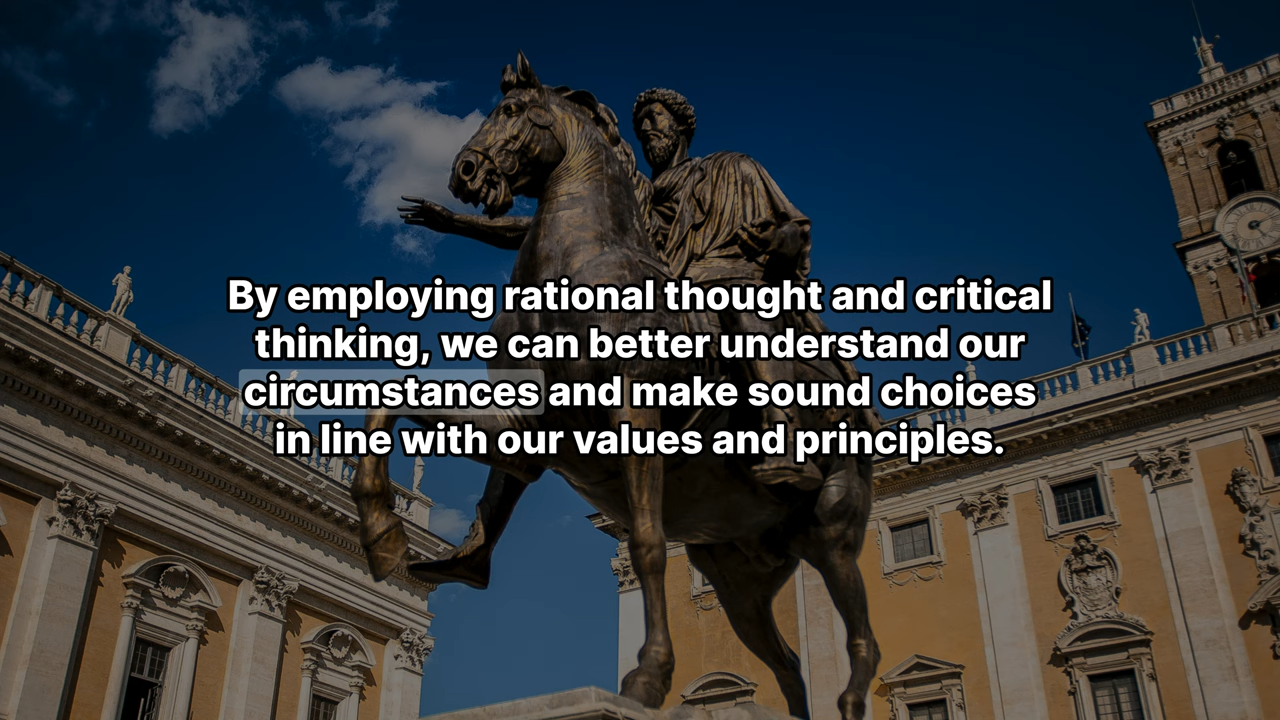 By employing rational thought and critical
thinking, we can better understand our
circumstances and make sound choices
in line with our values and principles.